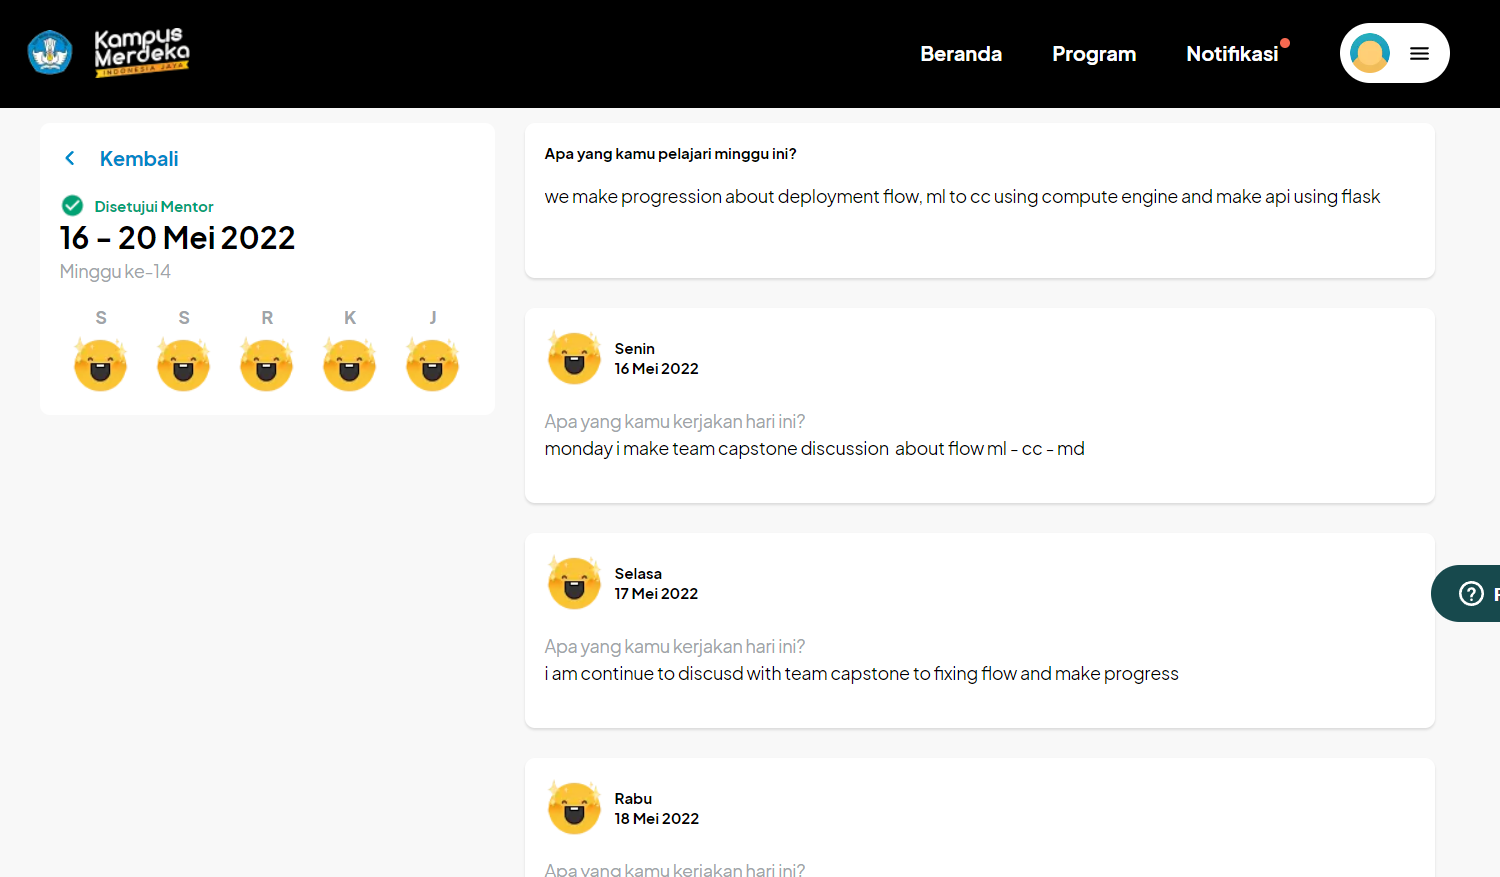 Kampus
Merdeka
INDONESIA JAYA
Beranda
Program
Notifikasi
Kembali
Disetujui Mentor
16 - 20 Mei 2022
Minggu ke-14
S S R K J
Apa yang kamu pelajari minggu ini?
we make progression about deployment flow, ml to cc using compute engine and make api using flask
Senin
16 Mei 2022
Apa yang kamu kerjakan hari ini?
monday i make team capstone discussion  about flow ml - cc - md
Selasa
17 Mei 2022
Apa yang kamu kerjakan hari ini?
i am continue to discusd with team capstone to fixing flow and make progress
Rabu
18 Mei 2022
Apa yang kamu kerjakan hari ini?